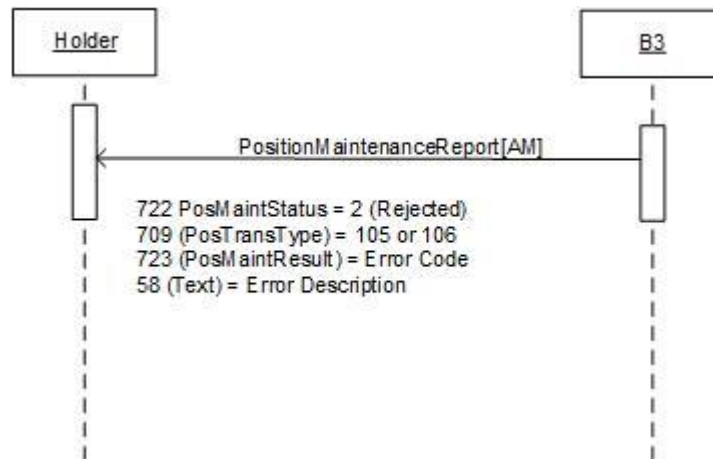 Holder
B3
PositionMaintenanceReport[AM]
722 PosMaintStatus = 2 (Rejected)
709 (PosTransType) = 105 or 106
723 (PosMaintResult) = Error Code
58 (Text) = Error Description